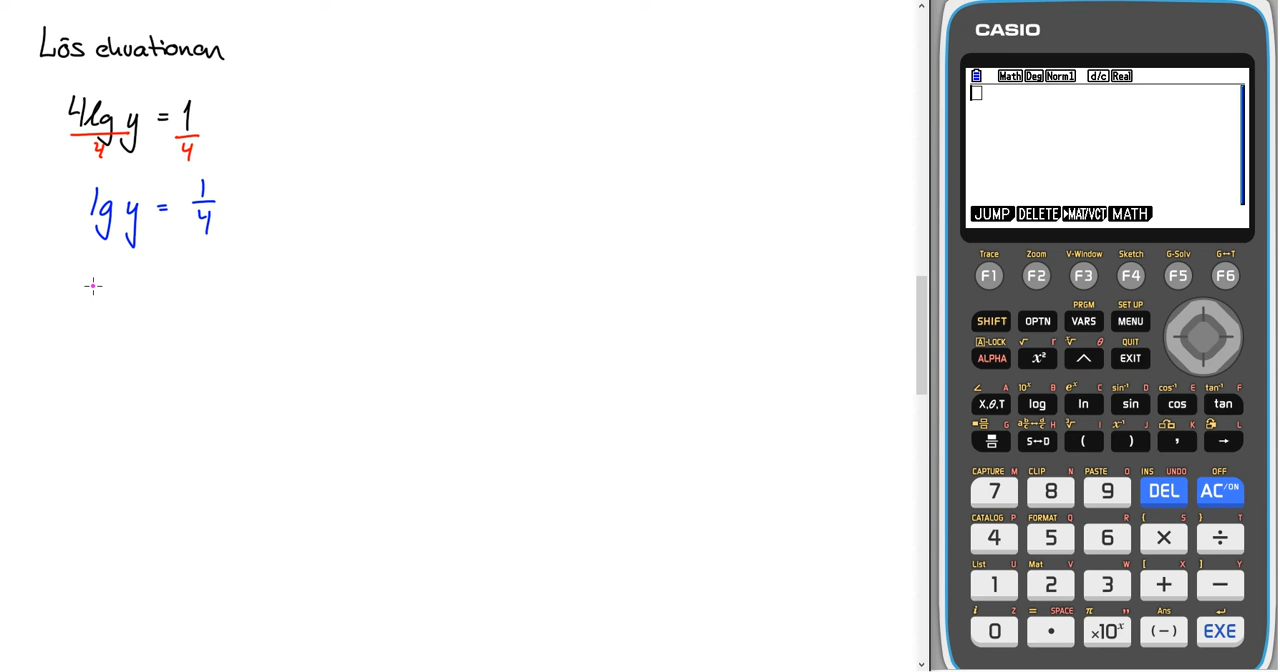 Lös ekvationen
4lg y = 1
4 4
lg y = 1/4
CASIO
Math Deg Norm1 d/c Real
JUMP DELETE ▶MAT/VCT MATH
Trace Zoom V-Window Sketch G-Solv G↔T
F1 F2 F3 F4 F5 F6
PRGM SET UP
SHIFT OPTN VARS MENU
A-LOCK √ r ˣ√ θ QUIT
ALPHA x² ^ EXIT
∠ A 10ˣ B eˣ C sin⁻¹ D cos⁻¹ E tan⁻¹ F
X,θ,T log ln sin cos tan
G a b/c↔d/c H ³√ I x⁻¹ J K L
S↔D ( ) , →
CAPTURE M CLIP N PASTE O INS UNDO OFF
7 8 9 DEL AC/ON
CATALOG P FORMAT Q R { S } T
4 5 6 × ÷
List U Mat V W [ X ] Y
1 2 3 + −
i Z = SPACE π " Ans ↵
0 • ×10ˣ (−) EXE